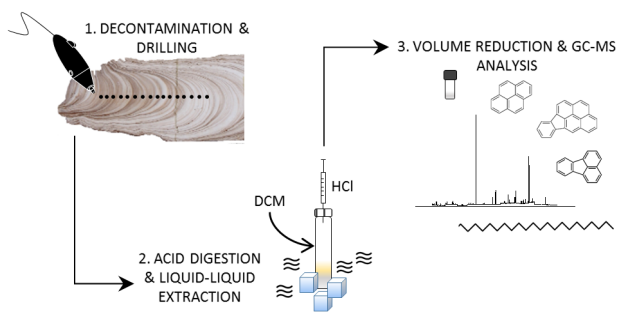 1. DECONTAMINATION &
DRILLING
3. VOLUME REDUCTION & GC-MS
ANALYSIS
HCl
DCM
2. ACID DIGESTION
& LIQUID-LIQUID
EXTRACTION